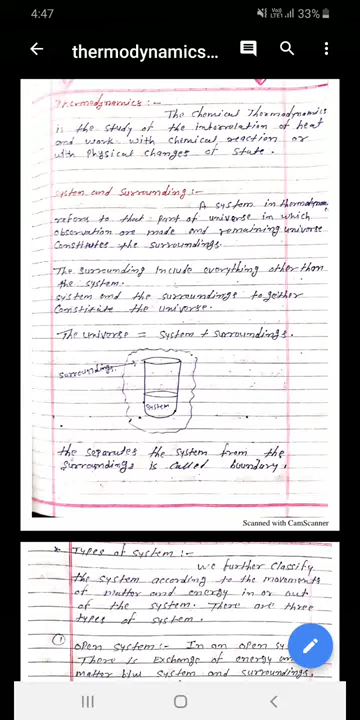 4:47
Vo))
LTE1
33%
thermodynamics...
Thermodynamics :-
The Chemical Thermodynamics
is the study of the interrelation of heat
and work with chemical reaction or
with physical changes of state.
System and Surrounding :-
A system in thermodynamics
refers to that part of universe in which
observation are made and remaining universe
Constitutes the surroundings.
The Surrounding include everything other than
the system.
System and the surroundings together
Constitute the universe.
The universe = System + Surroundings.
Surroundings
System
the separates the system from the
surroundings is called boundary.
Scanned with CamScanner
* Types of System :-
We further classify
the system according to the movements
of matter and energy in or out
of the system. There are three
types of system.
① Open System :- In an open
There is Exchange of energy
matter b/w system and surroundings.